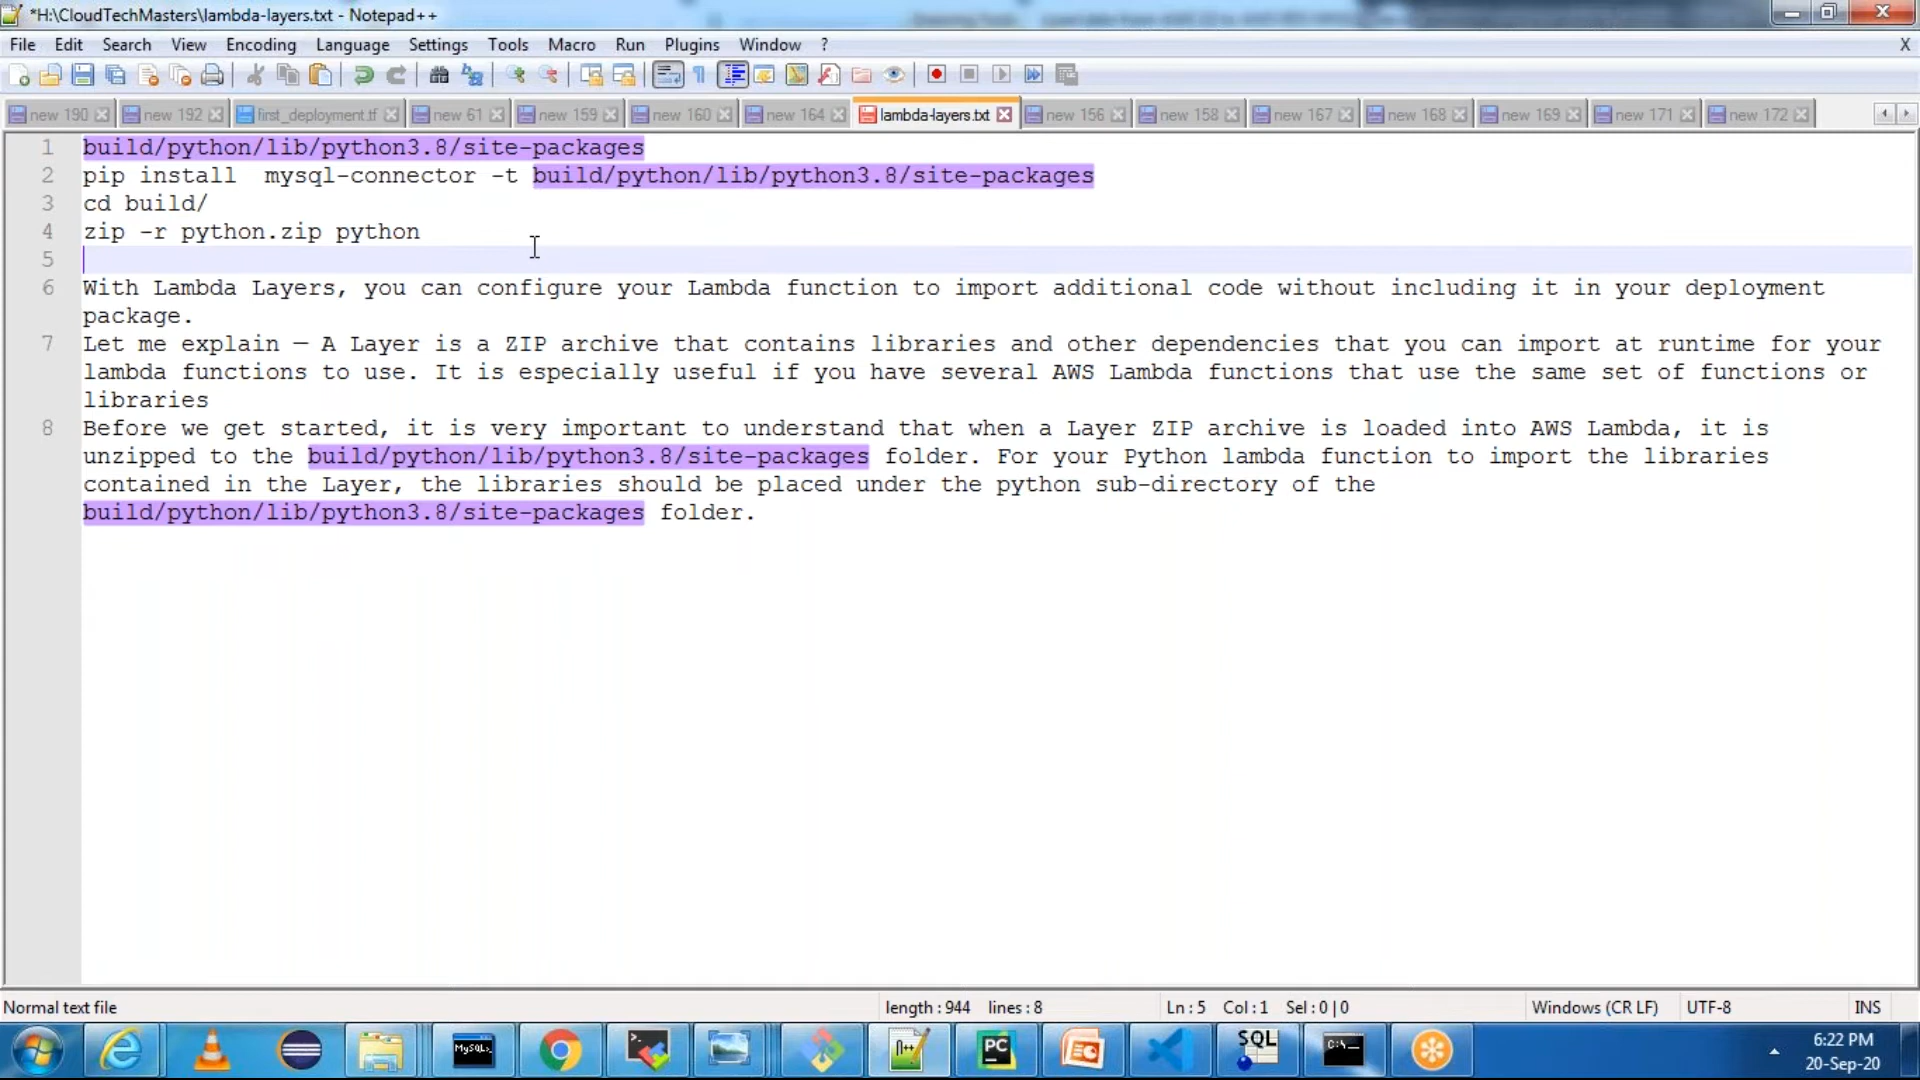 *H:\CloudTechMasters\lambda-layers.txt - Notepad++
File Edit Search View Encoding Language Settings Tools Macro Run Plugins Window ? X
new 190 new 192 first_deployment.tf new 61 new 159 new 160 new 164 lambda-layers.txt new 156 new 158 new 167 new 168 new 169 new 171 new 172
1 build/python/lib/python3.8/site-packages
2 pip install  mysql-connector -t build/python/lib/python3.8/site-packages
3 cd build/
4 zip -r python.zip python
5
6 With Lambda Layers, you can configure your Lambda function to import additional code without including it in your deployment
package.
7 Let me explain — A Layer is a ZIP archive that contains libraries and other dependencies that you can import at runtime for your
lambda functions to use. It is especially useful if you have several AWS Lambda functions that use the same set of functions or
libraries
8 Before we get started, it is very important to understand that when a Layer ZIP archive is loaded into AWS Lambda, it is
unzipped to the build/python/lib/python3.8/site-packages folder. For your Python lambda function to import the libraries
contained in the Layer, the libraries should be placed under the python sub-directory of the
build/python/lib/python3.8/site-packages folder.
Normal text file length : 944 lines : 8 Ln : 5 Col : 1 Sel : 0 | 0 Windows (CR LF) UTF-8 INS
MySQL> PC SQL C:\
6:22 PM
20-Sep-20